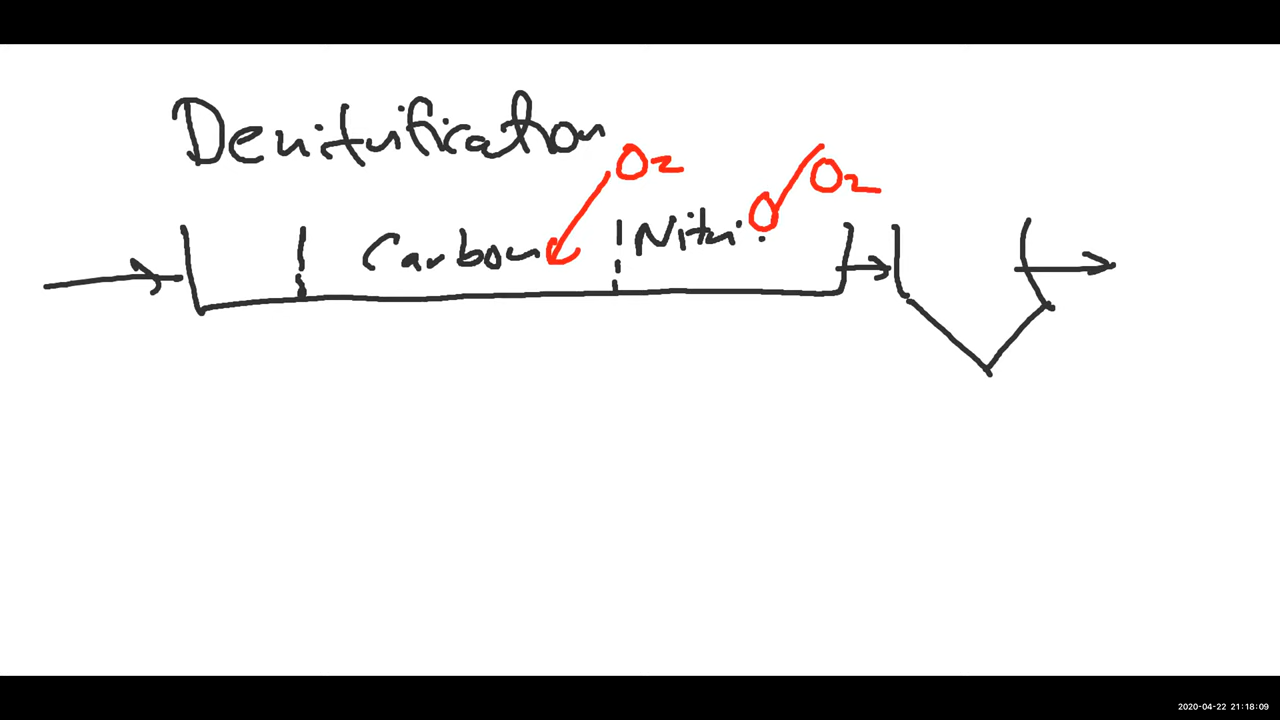 Denitrification
O2
O2
Carbon
Nitri.
2020-04-22 21:18:09